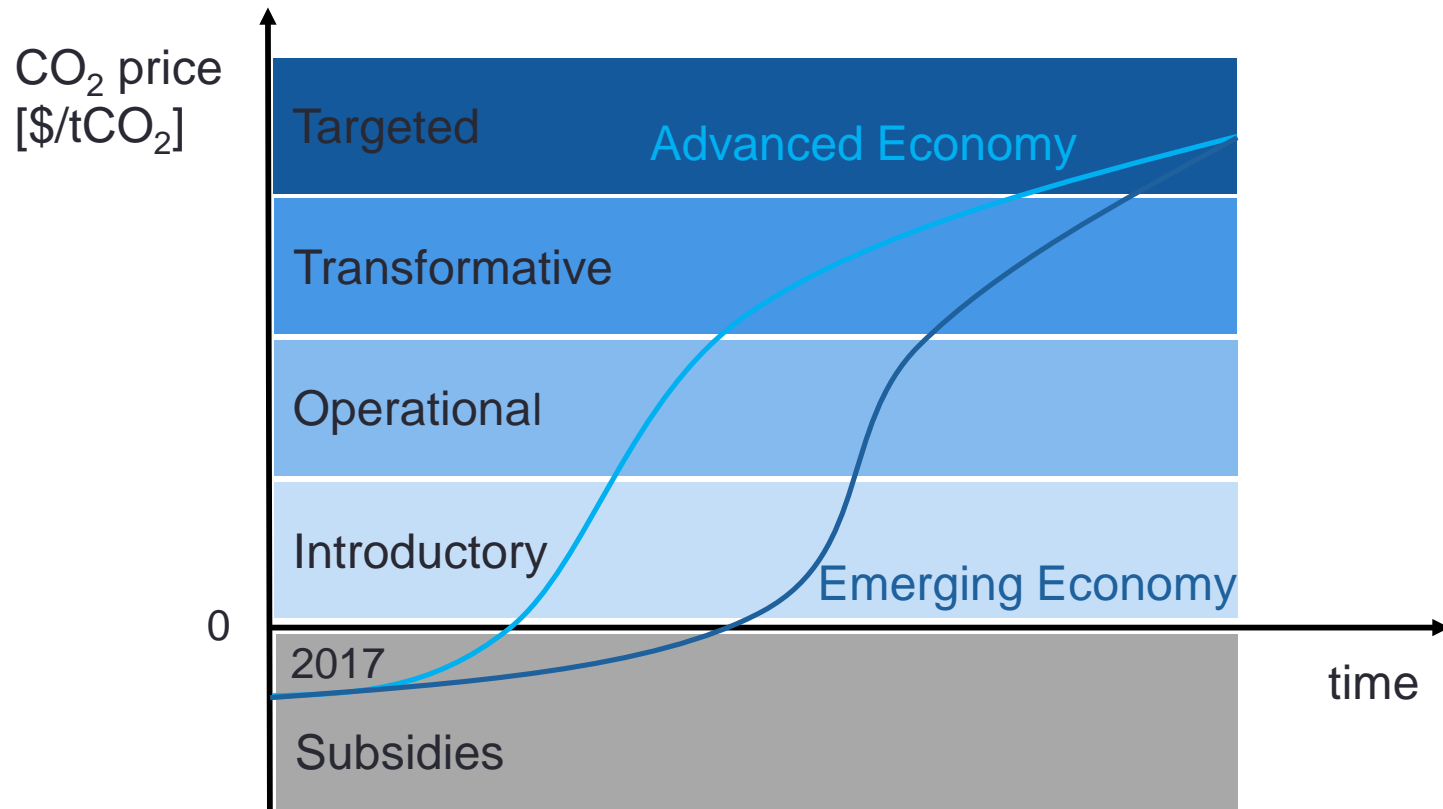 CO₂ price
[$/tCO₂]
Targeted
Advanced Economy
Transformative
Operational
Introductory
Emerging Economy
0
2017
time
Subsidies